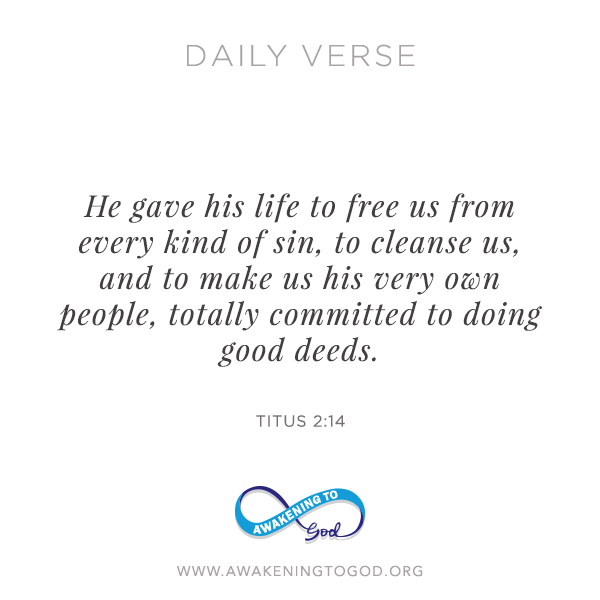 DAILY VERSE
He gave his life to free us from
every kind of sin, to cleanse us,
and to make us his very own
people, totally committed to doing
good deeds.
TITUS 2:14
AWAKENING TO
God
WWW.AWAKENINGTOGOD.ORG